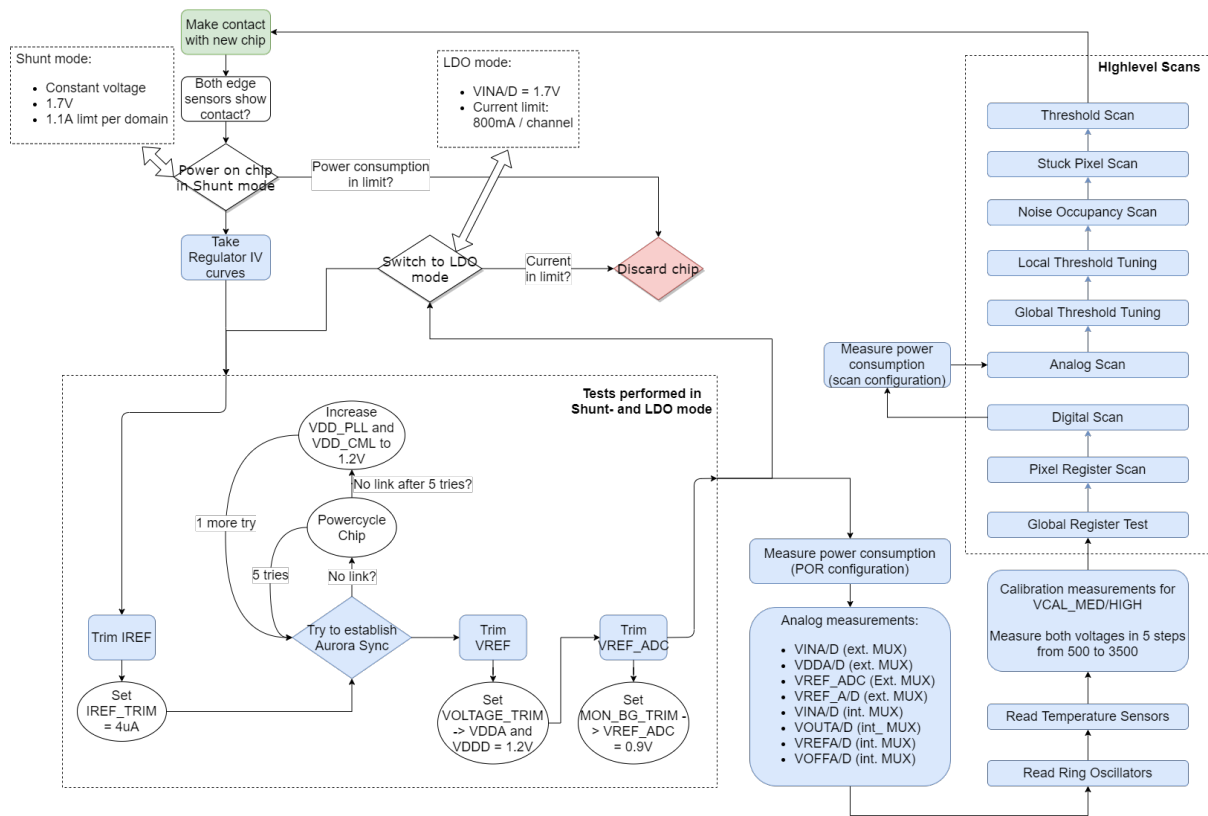 Make contact
with new chip
Shunt mode:
Constant voltage
1.7V
1.1A limt per domain
Both edge
sensors show
contact?
LDO mode:
VINA/D = 1.7V
Current limit:
800mA / channel
Power on chip
in Shunt mode
Power consumption
in limit?
Take
Regulator IV
curves
Switch to LDO
mode
Current
in limit?
Discard chip
Tests performed in
Shunt- and LDO mode
Increase
VDD_PLL and
VDD_CML to
1.2V
No link after 5 tries?
1 more try
Powercycle
Chip
5 tries
No link?
Trim IREF
Try to establish
Aurora Sync
Trim
VREF
Trim
VREF_ADC
Set
IREF_TRIM
= 4uA
Set
VOLTAGE_TRIM
-> VDDA and
VDDD = 1.2V
Set
MON_BG_TRIM -
> VREF_ADC
= 0.9V
Measure power consumption
(POR configuration)
Analog measurements:
VINA/D (ext. MUX)
VDDA/D (ext. MUX)
VREF_ADC (Ext. MUX)
VREF_A/D (ext. MUX)
VINA/D (int. MUX)
VOUTA/D (int_ MUX)
VREFA/D (int. MUX)
VOFFA/D (int. MUX)
HIghlevel Scans
Threshold Scan
Stuck Pixel Scan
Noise Occupancy Scan
Local Threshold Tuning
Global Threshold Tuning
Measure power
consumption
(scan configuration)
Analog Scan
Digital Scan
Pixel Register Scan
Global Register Test
Calibration measurements for
VCAL_MED/HIGH
Measure both voltages in 5 steps
from 500 to 3500
Read Temperature Sensors
Read Ring Oscillators